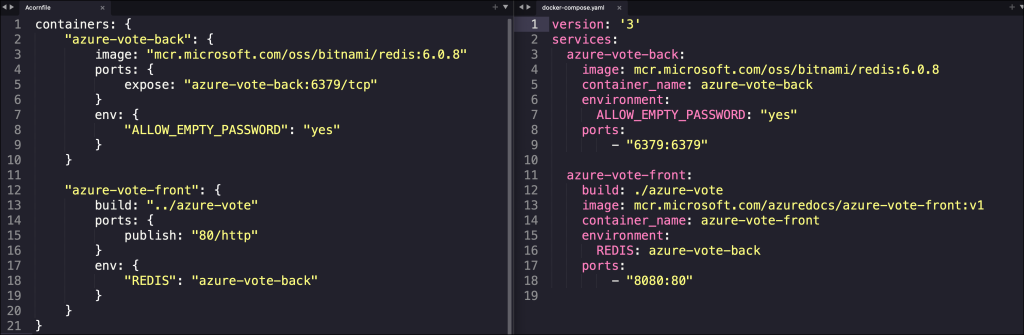 Acornfile
1 containers: {
2     "azure-vote-back": {
3         image: "mcr.microsoft.com/oss/bitnami/redis:6.0.8"
4         ports: {
5             expose: "azure-vote-back:6379/tcp"
6         }
7         env: {
8             "ALLOW_EMPTY_PASSWORD": "yes"
9         }
10     }
11
12     "azure-vote-front": {
13         build: "../azure-vote"
14         ports: {
15             publish: "80/http"
16         }
17         env: {
18             "REDIS": "azure-vote-back"
19         }
20     }
21 }
docker-compose.yaml
1 version: '3'
2 services:
3   azure-vote-back:
4     image: mcr.microsoft.com/oss/bitnami/redis:6.0.8
5     container_name: azure-vote-back
6     environment:
7       ALLOW_EMPTY_PASSWORD: "yes"
8     ports:
9         - "6379:6379"
10
11   azure-vote-front:
12     build: ./azure-vote
13     image: mcr.microsoft.com/azuredocs/azure-vote-front:v1
14     container_name: azure-vote-front
15     environment:
16       REDIS: azure-vote-back
17     ports:
18         - "8080:80"
19